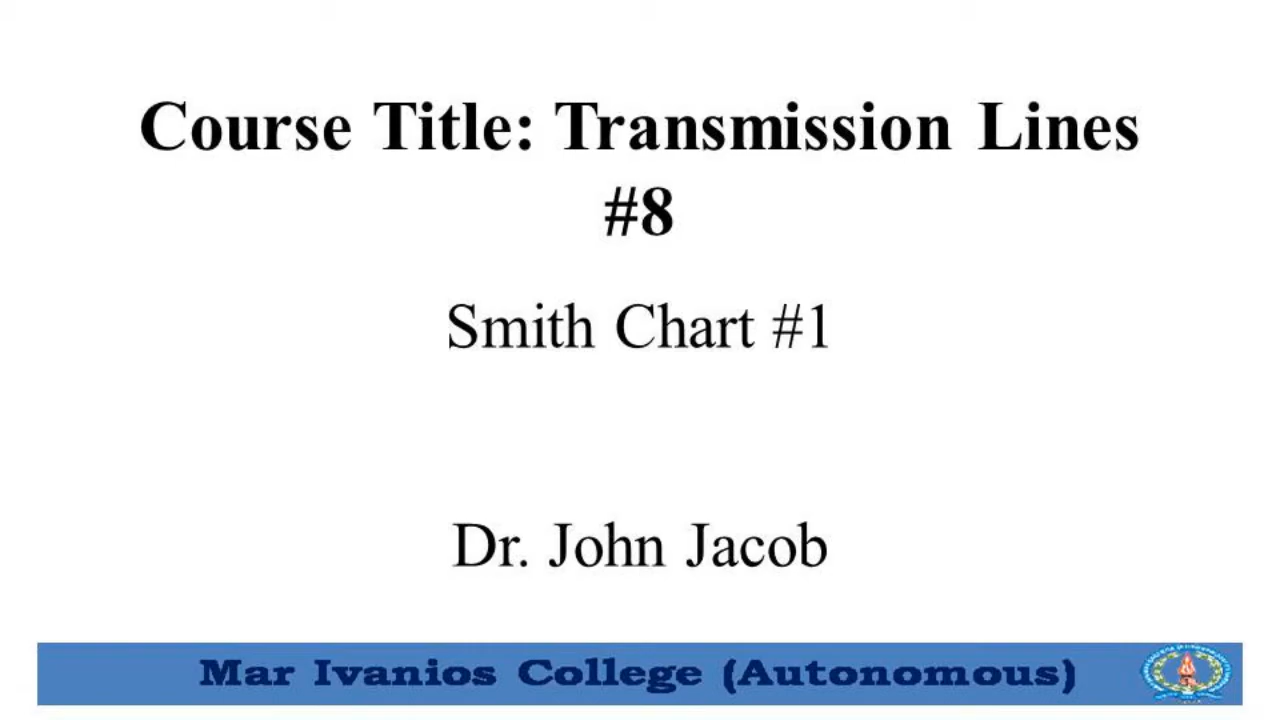 Course Title: Transmission Lines
#8
Smith Chart #1
Dr. John Jacob
Mar Ivanios College (Autonomous)